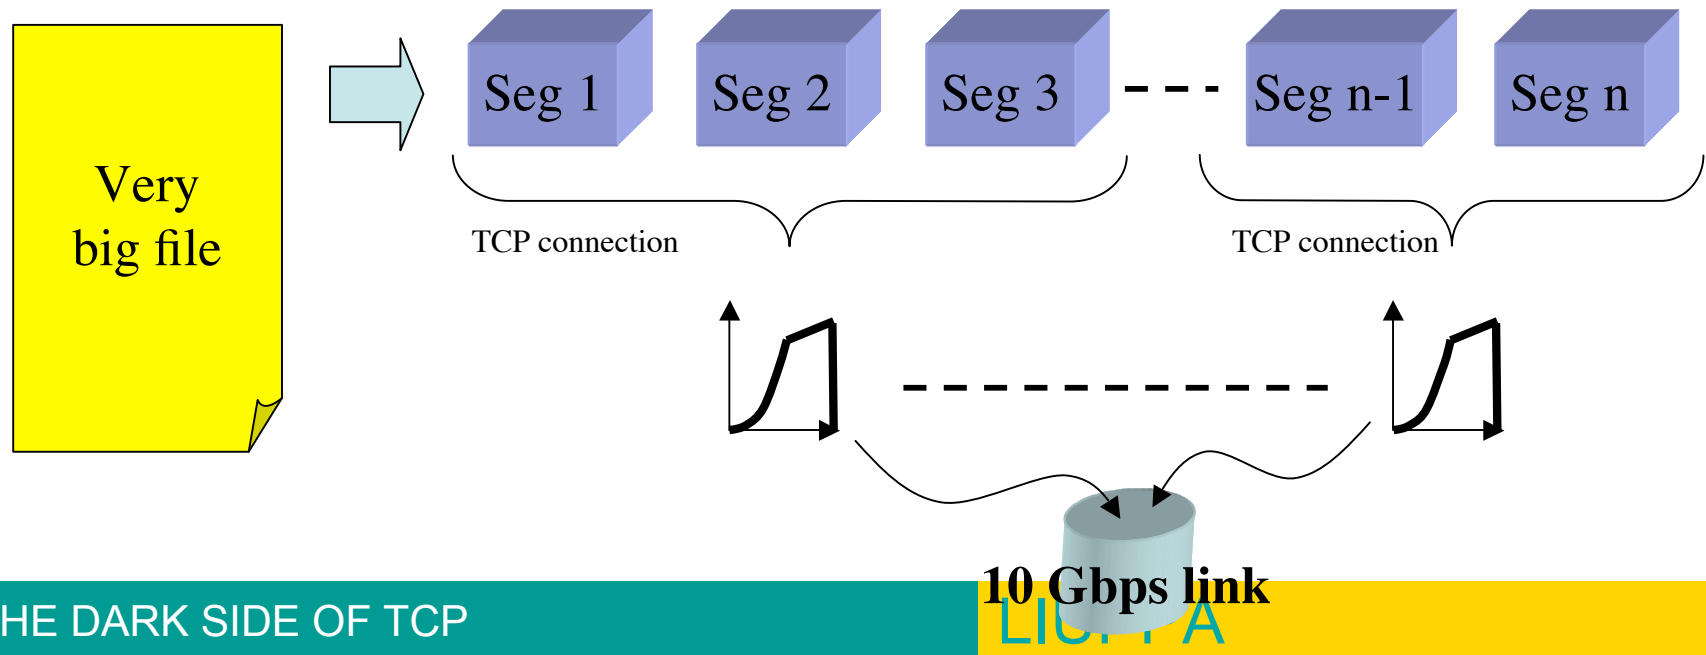 Very
big file
Seg 1 Seg 2 Seg 3 Seg n-1 Seg n
TCP connection TCP connection
10 Gbps link
HE DARK SIDE OF TCP